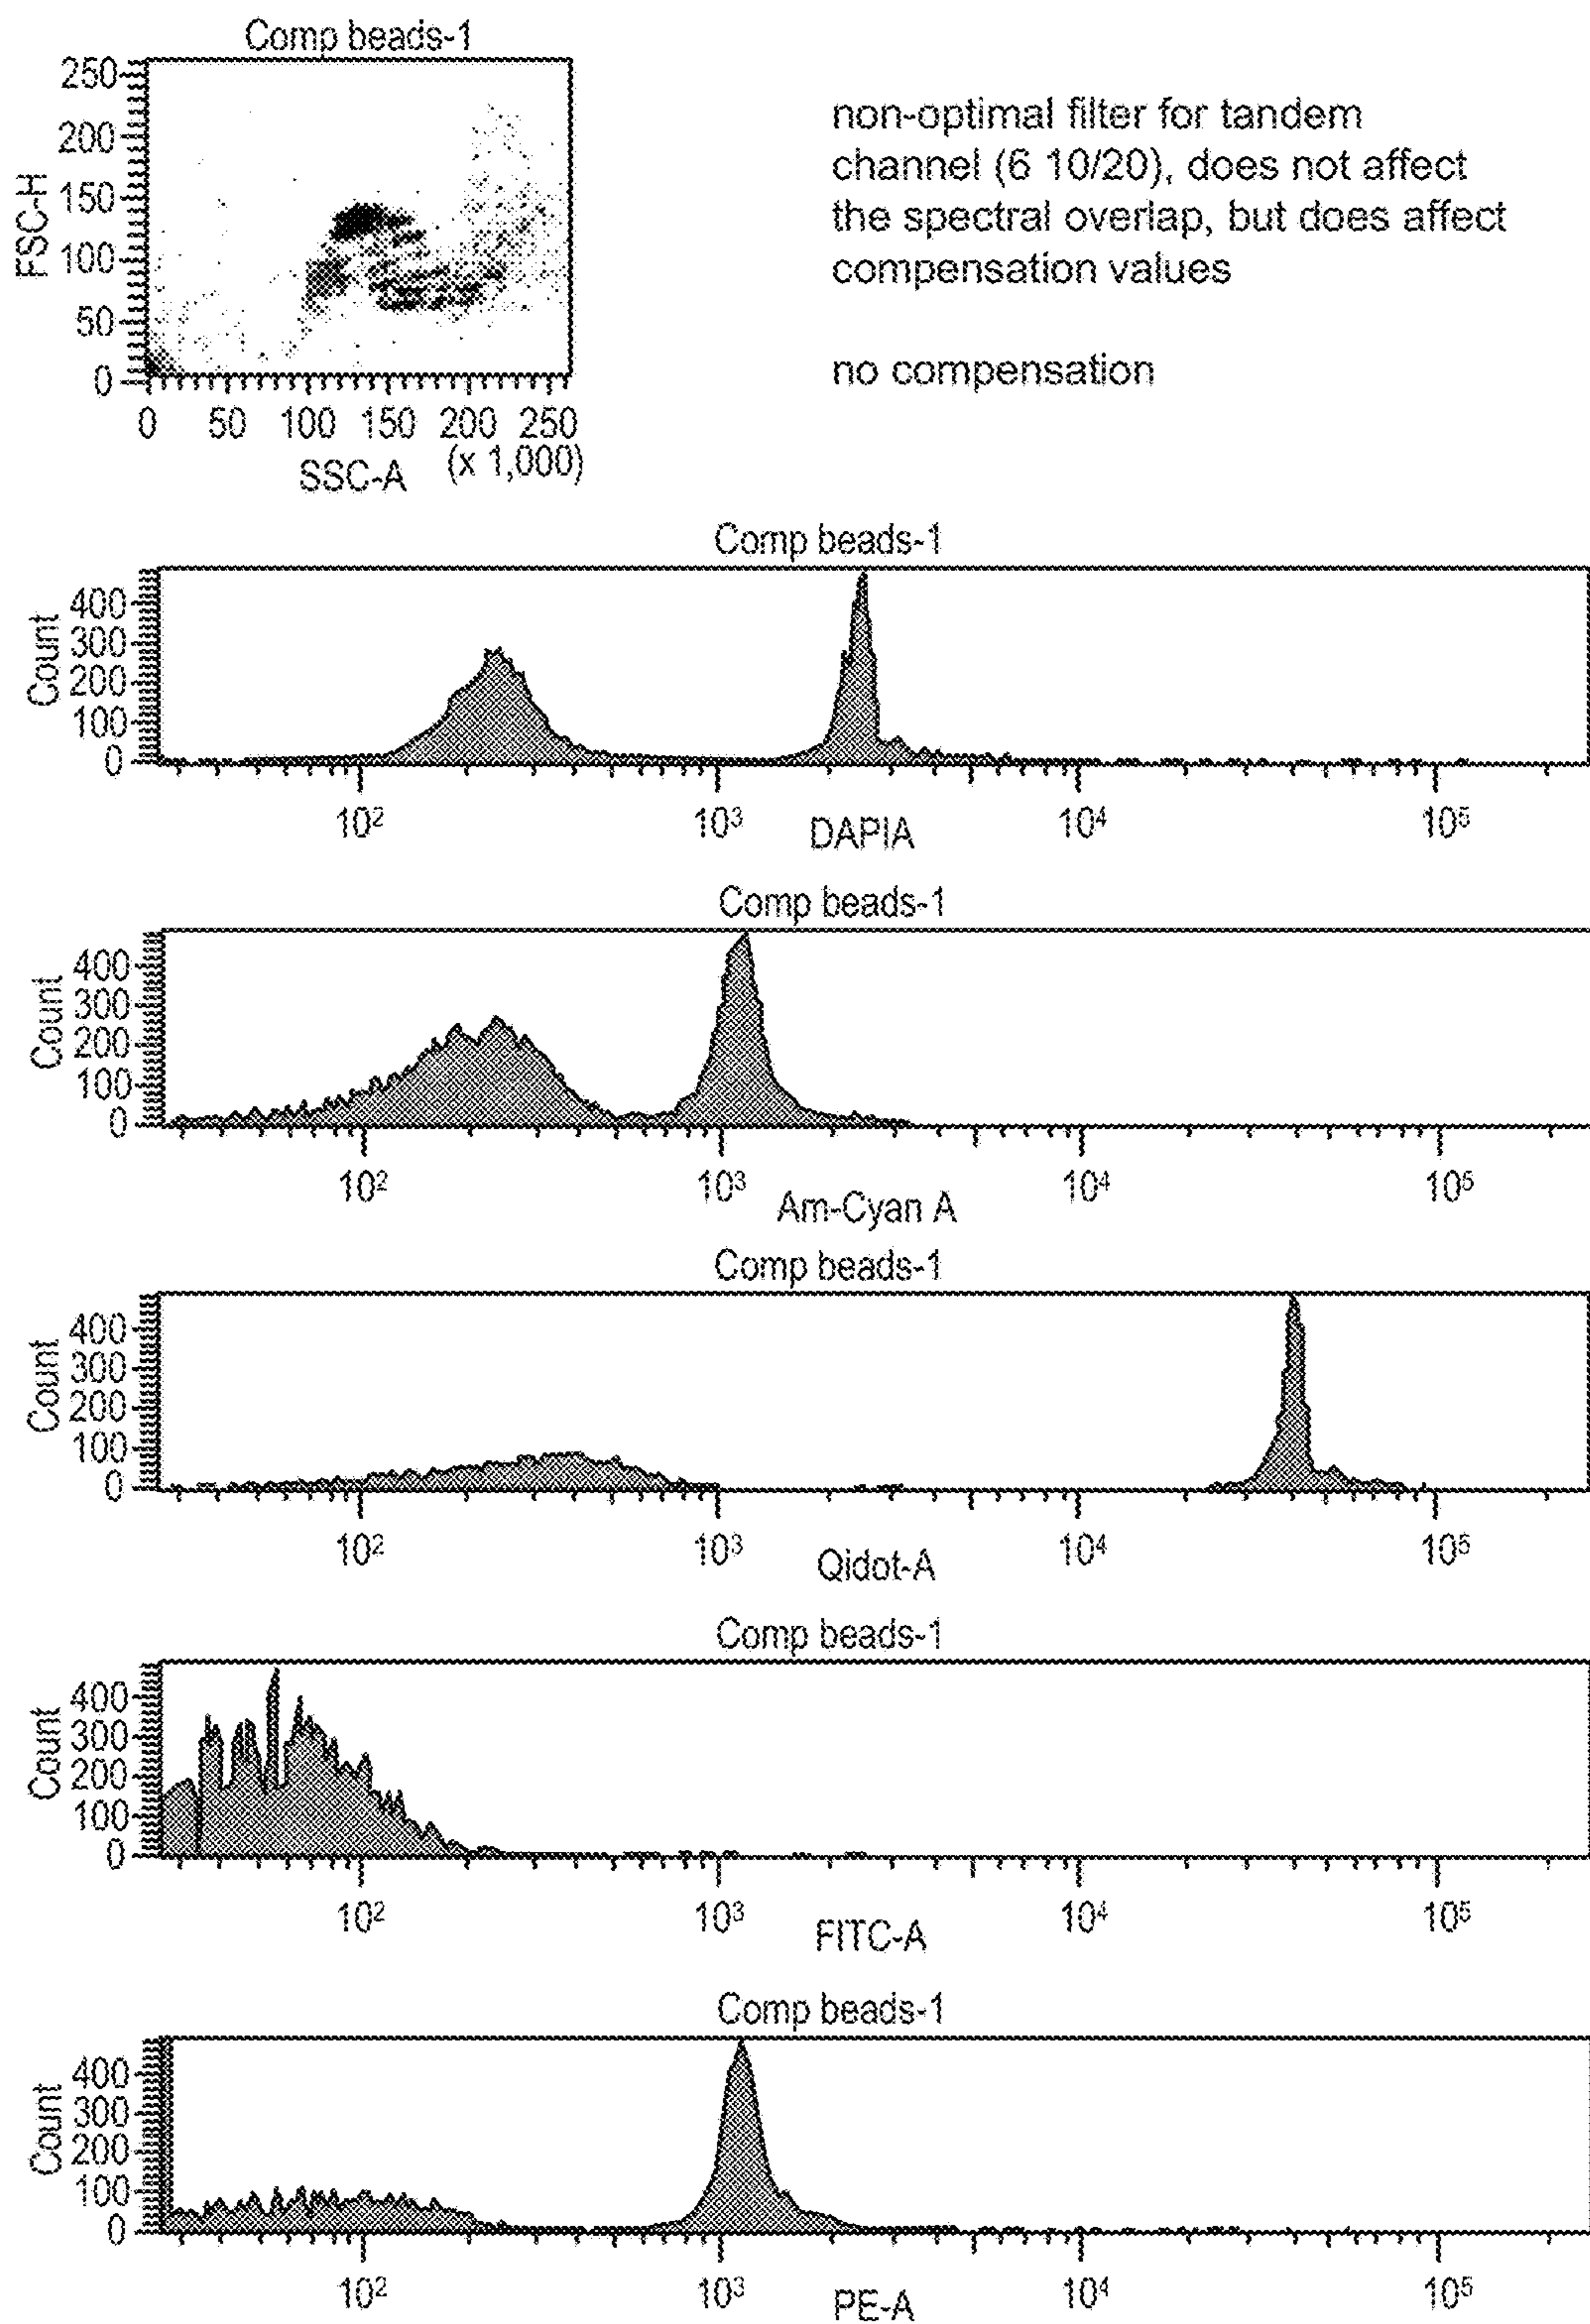 Comp beads-1
250
200
150
100
50
0
FSC-H
0 50 100 150 200 250
SSC-A (x 1,000)
non-optimal filter for tandem
channel (6 10/20), does not affect
the spectral overlap, but does affect
compensation values
no compensation
Comp beads-1
400
300
200
100
0
Count
10² 10³ 10⁴ 10⁵
DAPIA
Comp beads-1
400
300
200
100
0
Count
10² 10³ 10⁴ 10⁵
Am-Cyan A
Comp beads-1
400
300
200
100
0
Count
10² 10³ 10⁴ 10⁵
Qidot-A
Comp beads-1
400
300
200
100
0
Count
10² 10³ 10⁴ 10⁵
FITC-A
Comp beads-1
400
300
200
100
0
Count
10² 10³ 10⁴ 10⁵
PE-A